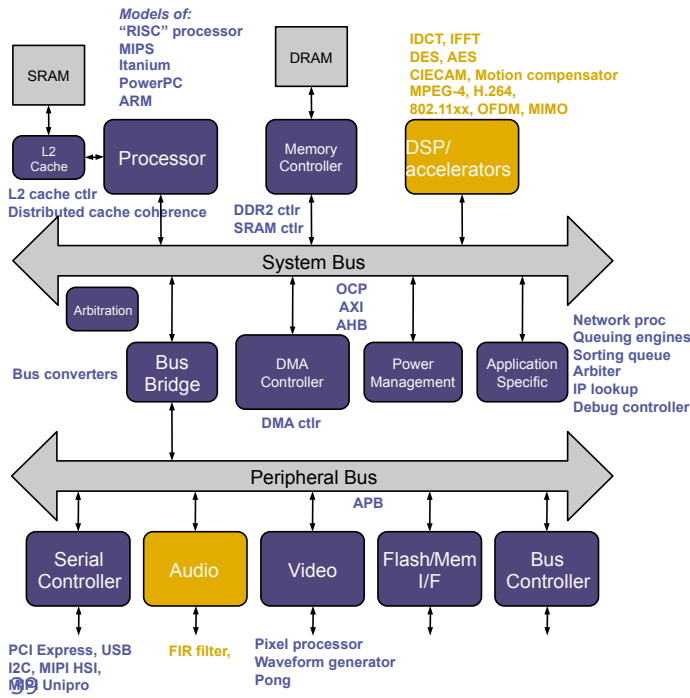 Models of:
"RISC" processor
MIPS
Itanium
PowerPC
ARM
SRAM
DRAM
IDCT, IFFT
DES, AES
CIECAM, Motion compensator
MPEG-4, H.264,
802.11xx, OFDM, MIMO
L2
Cache
Processor
Memory
Controller
DSP/
accelerators
L2 cache ctlr
Distributed cache coherence
DDR2 ctlr
SRAM ctlr
System Bus
Arbitration
OCP
AXI
AHB
Bus converters
Bus
Bridge
DMA
Controller
Power
Management
Application
Specific
Network proc
Queuing engines
Sorting queue
Arbiter
IP lookup
Debug controller
DMA ctlr
Peripheral Bus
APB
Serial
Controller
Audio
Video
Flash/Mem
I/F
Bus
Controller
PCI Express, USB
I2C, MIPI HSI,
MIPI Unipro
FIR filter,
Pixel processor
Waveform generator
Pong
39